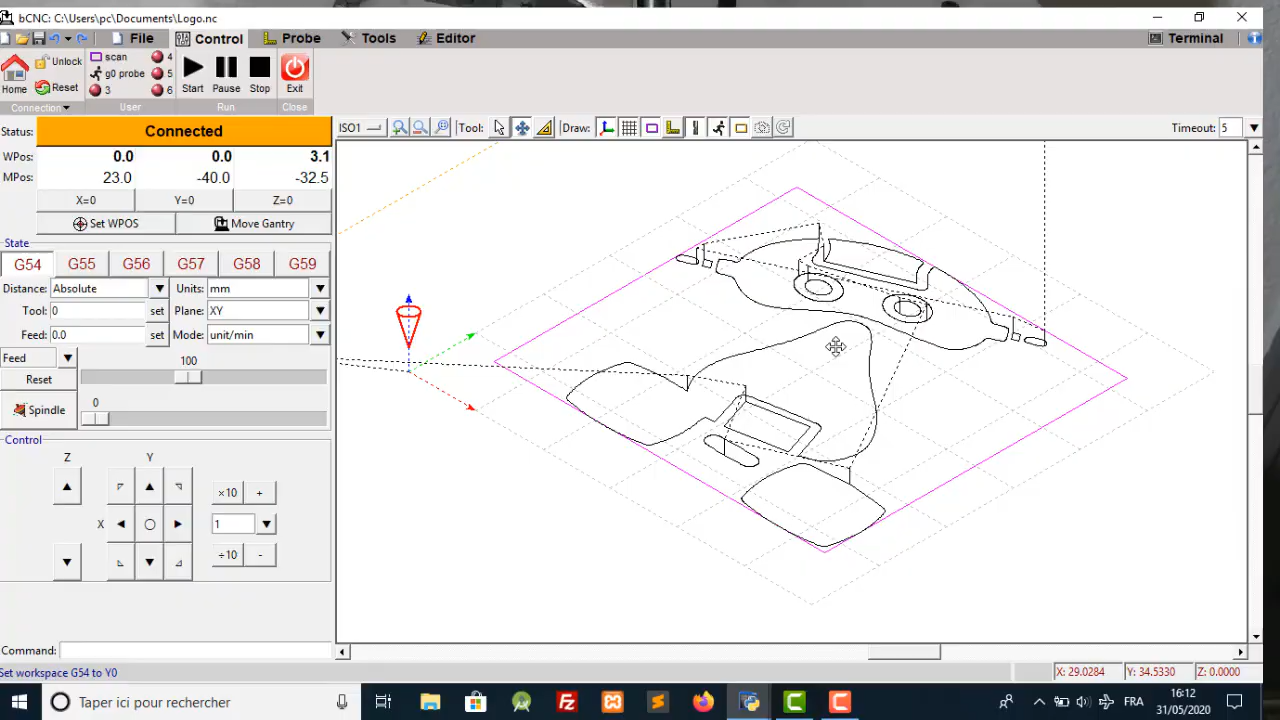 bCNC: C:\Users\pc\Documents\Logo.nc
File Control Probe Tools Editor Terminal
Home Unlock Reset
Connection
scan 4
g0 probe 5
3 6
User
Start Pause Stop
Run
Exit
Close
Status: Connected
WPos: 0.0 0.0 3.1
MPos: 23.0 -40.0 -32.5
X=0 Y=0 Z=0
Set WPOS Move Gantry
State
G54 G55 G56 G57 G58 G59
Distance: Absolute Units: mm
Tool: 0 set Plane: XY
Feed: 0.0 set Mode: unit/min
Feed 100
Reset
Spindle 0
Control
Z Y
×10 +
X 1
÷10 -
Command:
ISO1 Tool: Draw: Timeout: 5
Set workspace G54 to Y0
X: 29.0284 Y: 34.5330 Z: 0.0000
Taper ici pour rechercher
FRA
16:12
31/05/2020